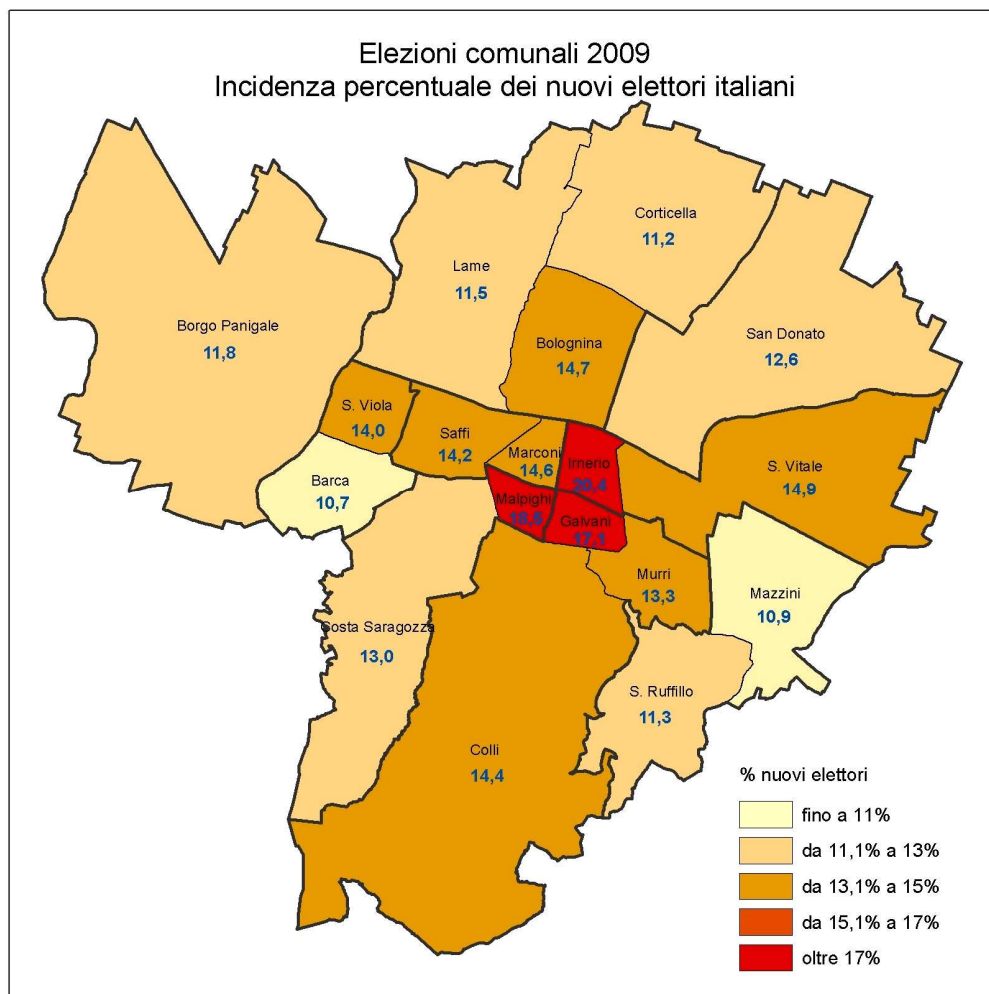 Elezioni comunali 2009
Incidenza percentuale dei nuovi elettori italiani
Corticella
11,2
Lame
11,5
Borgo Panigale
11,8
San Donato
12,6
Bolognina
14,7
S. Viola
14,0
Saffi
14,2
Marconi
14,6
Irnerio
20,4
S. Vitale
14,9
Barca
10,7
Malpighi
18,5
Galvani
17,1
Murri
13,3
Mazzini
10,9
Costa Saragozza
13,0
S. Ruffillo
11,3
Colli
14,4
% nuovi elettori
fino a 11%
da 11,1% a 13%
da 13,1% a 15%
da 15,1% a 17%
oltre 17%